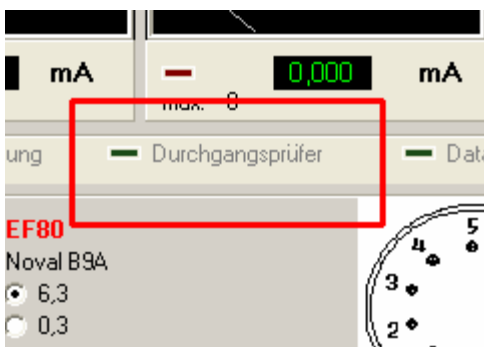 mA 0,000 mA
max. 0
ung Durchgangsprüfer Data
EF80
Noval B9A
6,3
0,3
5
4
3
2